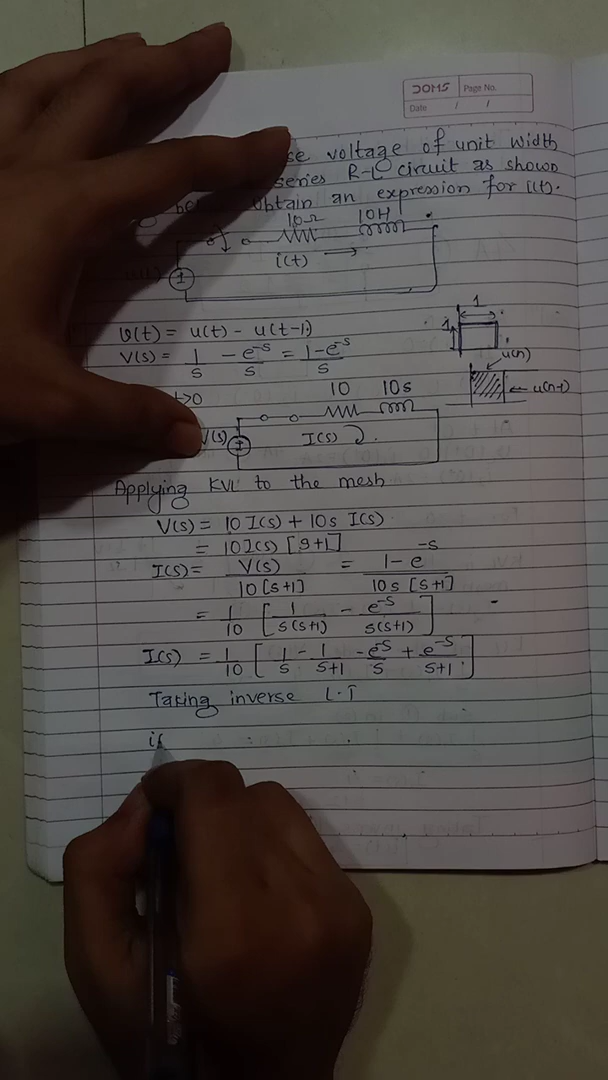 DOMS
Page No.
Date / /
se voltage of unit width
series R-L circuit as shown
obtain an expression for i(t).
10Ω 10H
i(t) →
1
v(t) = u(t) - u(t-1)
1
V(s) = 1/s - e^-s/s = 1-e^-s/s
u(n)
u(n-1)
t>0
10 10s
V(s)
I(s)
Applying KVL to the mesh
V(s) = 10 I(s) + 10s I(s)
= 10 I(s) [s+1]
I(s) = V(s)/10[s+1] = 1-e^-s/10s[s+1]
= 1/10 [1/s(s+1) - e^-s/s(s+1)]
I(s) = 1/10 [1/s - 1/s+1 - e^-s/s + e^-s/s+1]
Taking inverse L.T
i(